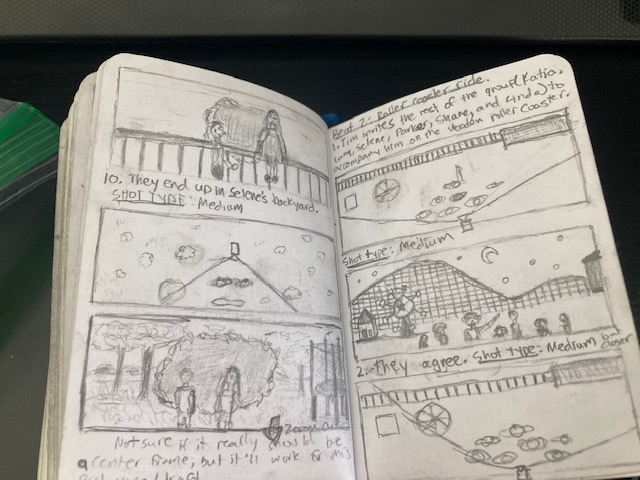 10. They end up in Selene's backyard.
SHOT TYPE: Medium
Zoom Out
Not sure if it really should be
a center frame, but it'll work for this
Beat 2: Roller coaster ride.
1. Tim invites the rest of the group (Katia,
Selene, Parker, Shane, and Linda) to
accompany him on the wooden roller coaster.
Shot type: Medium
2. They agree. Shot type: Medium but
closer